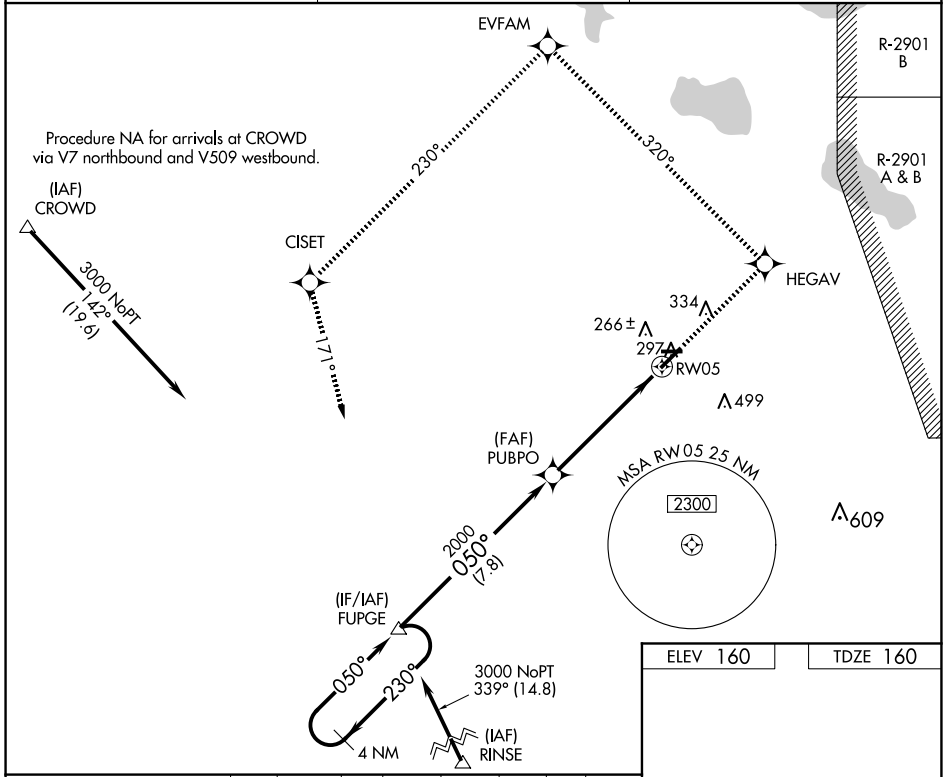 EVFAM
R-2901
B
Procedure NA for arrivals at CROWD
via V7 northbound and V509 westbound.
R-2901
A & B
(IAF)
CROWD
230°
320°
CISET
HEGAV
3000 NoPT
142°
(19.6)
171°
334
266±
297
RW05
499
(FAF)
PUBPO
MSA RW05 25 NM
2300
609
2000
050°
(7.8)
(IF/IAF)
FUPGE
050°
230°
3000 NoPT
339° (14.8)
4 NM
(IAF)
RINSE
ELEV 160
TDZE 160